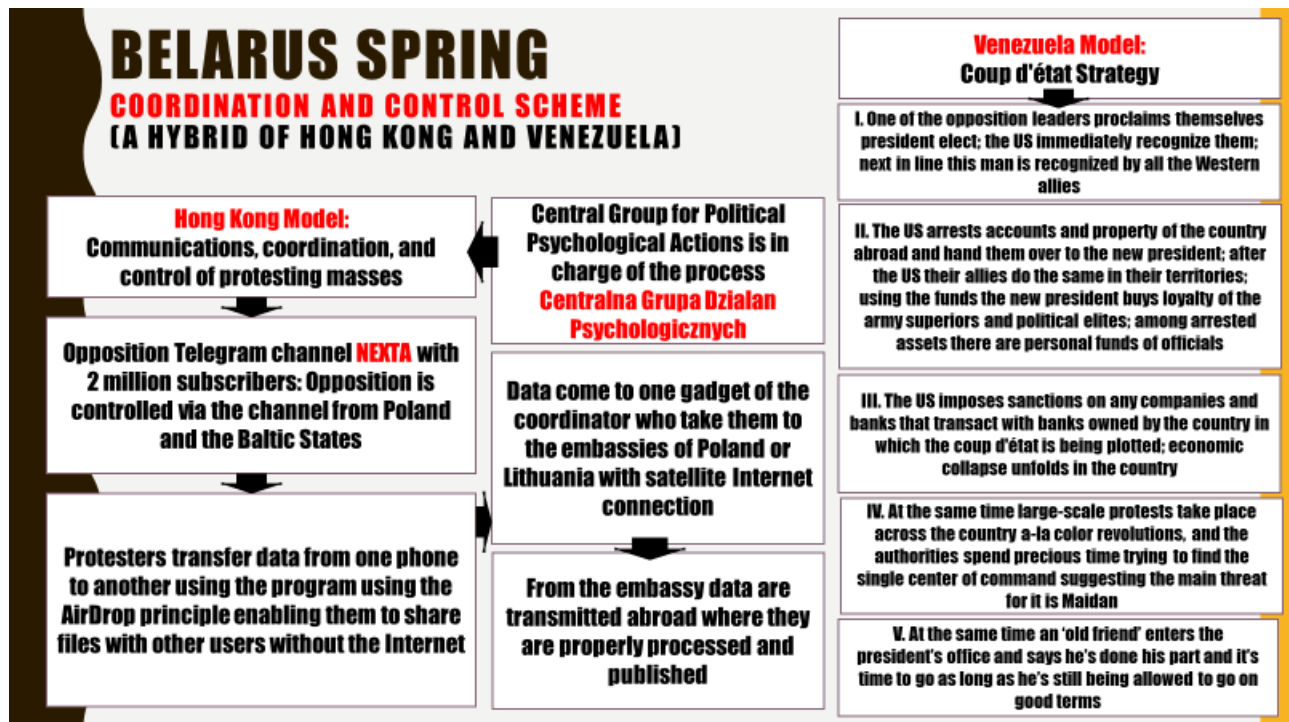 BELARUS SPRING
COORDINATION AND CONTROL SCHEME
(A HYBRID OF HONG KONG AND VENEZUELA)
Hong Kong Model:
Communications, coordination, and
control of protesting masses
Opposition Telegram channel NEXTA with
2 million subscribers: Opposition is
controlled via the channel from Poland
and the Baltic States
Protesters transfer data from one phone
to another using the program using the
AirDrop principle enabling them to share
files with other users without the Internet
Central Group for Political
Psychological Actions is in
charge of the process
Centralna Grupa Dzialan
Psychologicznych
Data come to one gadget of the
coordinator who take them to
the embassies of Poland or
Lithuania with satellite Internet
connection
From the embassy data are
transmitted abroad where they
are properly processed and
published
Venezuela Model:
Coup d'état Strategy
I. One of the opposition leaders proclaims themselves
president elect; the US immediately recognize them;
next in line this man is recognized by all the Western
allies
II. The US arrests accounts and property of the country
abroad and hand them over to the new president; after
the US their allies do the same in their territories;
using the funds the new president buys loyalty of the
army superiors and political elites; among arrested
assets there are personal funds of officials
III. The US imposes sanctions on any companies and
banks that transact with banks owned by the country in
which the coup d'état is being plotted; economic
collapse unfolds in the country
IV. At the same time large-scale protests take place
across the country a-la color revolutions, and the
authorities spend precious time trying to find the
single center of command suggesting the main threat
for it is Maidan
V. At the same time an ‘old friend’ enters the
president’s office and says he’s done his part and it’s
time to go as long as he’s still being allowed to go on
good terms